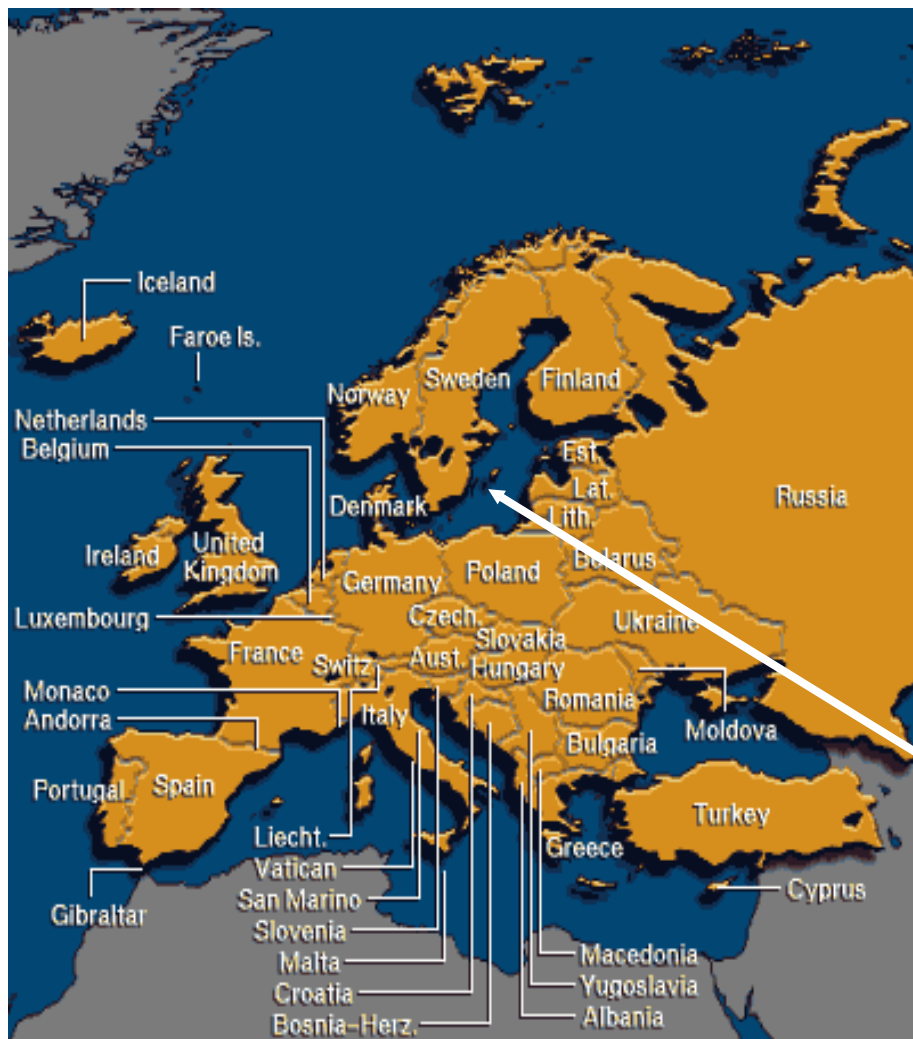 Iceland
Faroe Is.
Norway
Sweden
Finland
Netherlands
Belgium
Est.
Lat.
Russia
Denmark
Lith.
Ireland
United
Kingdom
Belarus
Germany
Poland
Luxembourg
Czech.
Ukraine
France
Slovakia
Switz.
Aust.
Hungary
Monaco
Romania
Andorra
Italy
Moldova
Bulgaria
Portugal
Spain
Turkey
Liecht.
Greece
Vatican
Cyprus
San Marino
Gibraltar
Slovenia
Macedonia
Malta
Yugoslavia
Croatia
Albania
Bosnia-Herz.